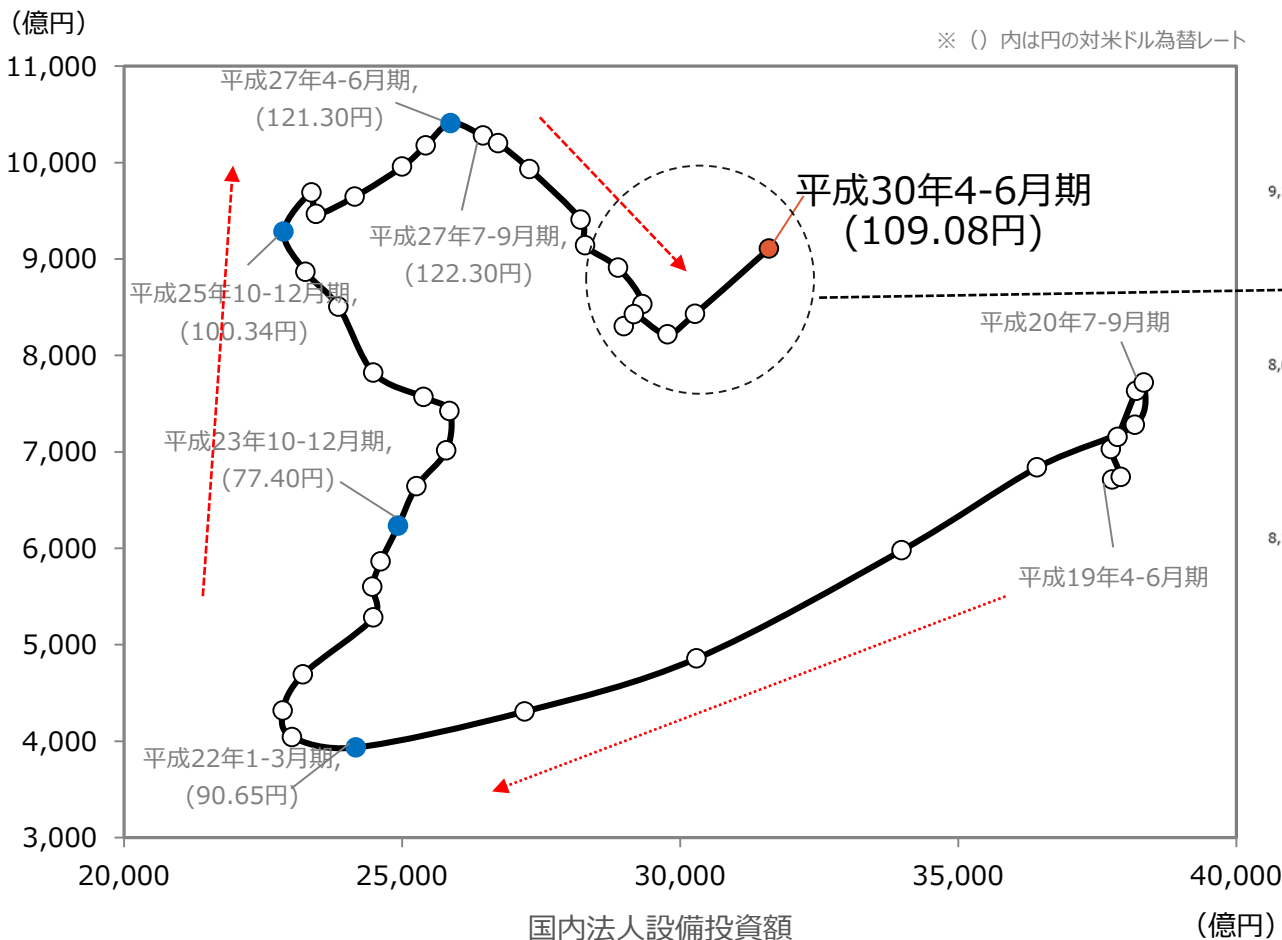 （億円）
※（）内は円の対米ドル為替レート
11,000
10,000
9,000
8,000
7,000
6,000
5,000
4,000
3,000
平成27年4-6月期,
(121.30円)
平成30年4-6月期
(109.08円)
平成27年7-9月期,
(122.30円)
平成25年10-12月期,
(100.34円)
平成20年7-9月期
平成23年10-12月期,
(77.40円)
平成19年4-6月期
平成22年1-3月期,
(90.65円)
20,000
25,000
30,000
35,000
40,000
国内法人設備投資額
（億円）